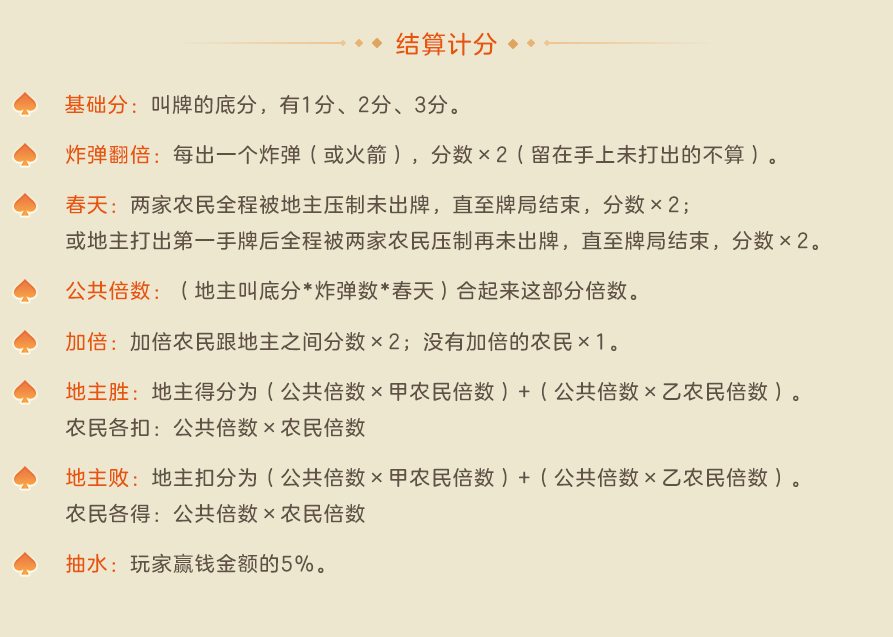 结算计分
基础分：叫牌的底分，有1分、2分、3分。
炸弹翻倍：每出一个炸弹（或火箭），分数×2（留在手上未打出的不算）。
春天：两家农民全程被地主压制未出牌，直至牌局结束，分数×2；
或地主打出第一手牌后全程被两家农民压制再未出牌，直至牌局结束，分数×2。
公共倍数：（地主叫底分*炸弹数*春天）合起来这部分倍数。
加倍：加倍农民跟地主之间分数×2；没有加倍的农民×1。
地主胜：地主得分为（公共倍数×甲农民倍数）+（公共倍数×乙农民倍数）。
农民各扣：公共倍数×农民倍数
地主败：地主扣分为（公共倍数×甲农民倍数）+（公共倍数×乙农民倍数）。
农民各得：公共倍数×农民倍数
抽水：玩家赢钱金额的5%。